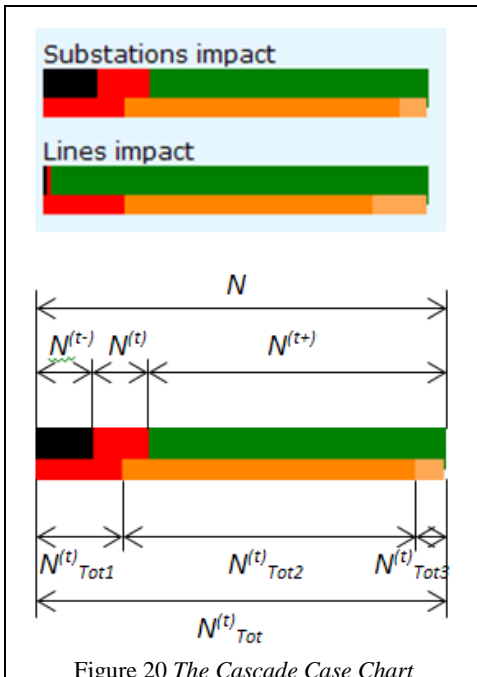 Substations impact
Lines impact
N
N(t-) N(t) N(t+)
N(t)Tot1 N(t)Tot2 N(t)Tot3
N(t)Tot
Figure 20 The Cascade Case Chart